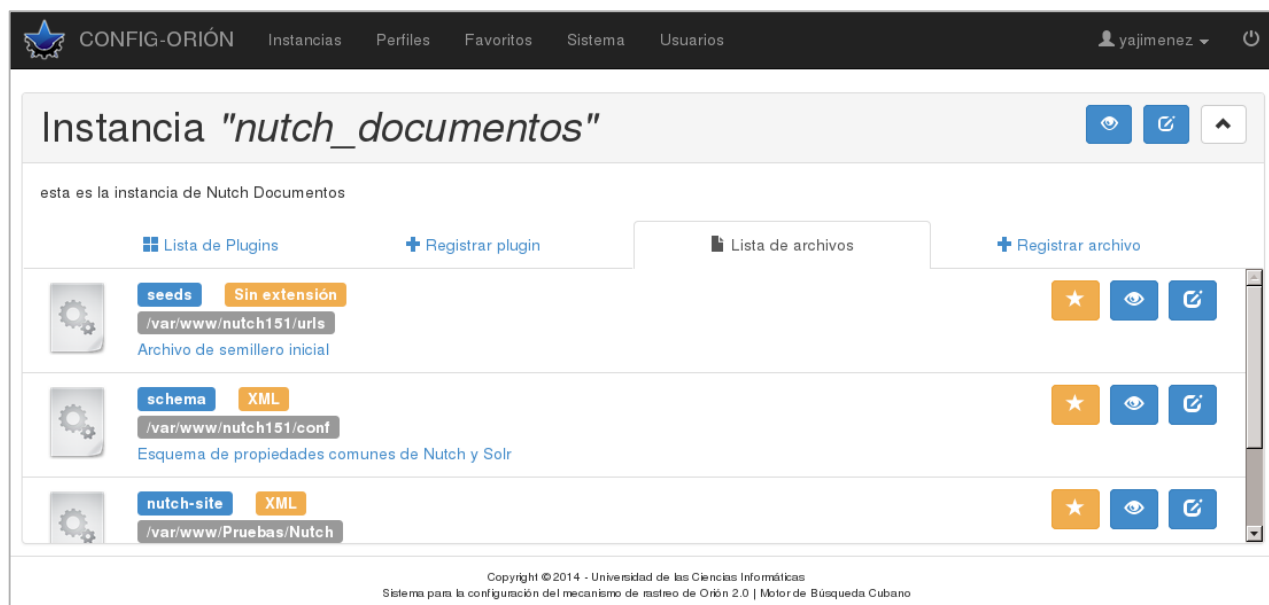 CONFIG-ORIÓN Instancias Perfiles Favoritos Sistema Usuarios yajimenez
Instancia "nutch_documentos"
esta es la instancia de Nutch Documentos
Lista de Plugins Registrar plugin Lista de archivos Registrar archivo
seeds Sin extensión
/var/www/nutch151/urls
Archivo de semillero inicial
schema XML
/var/www/nutch151/conf
Esquema de propiedades comunes de Nutch y Solr
nutch-site XML
/var/www/Pruebas/Nutch
Copyright © 2014 - Universidad de las Ciencias Informáticas
Sistema para la configuración del mecanismo de rastreo de Orión 2.0 | Motor de Búsqueda Cubano